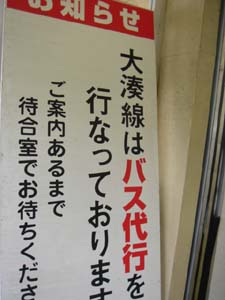 お知らせ
大湊線はバス代行を
行なっております
ご案内あるまで
待合室でお待ちくださ